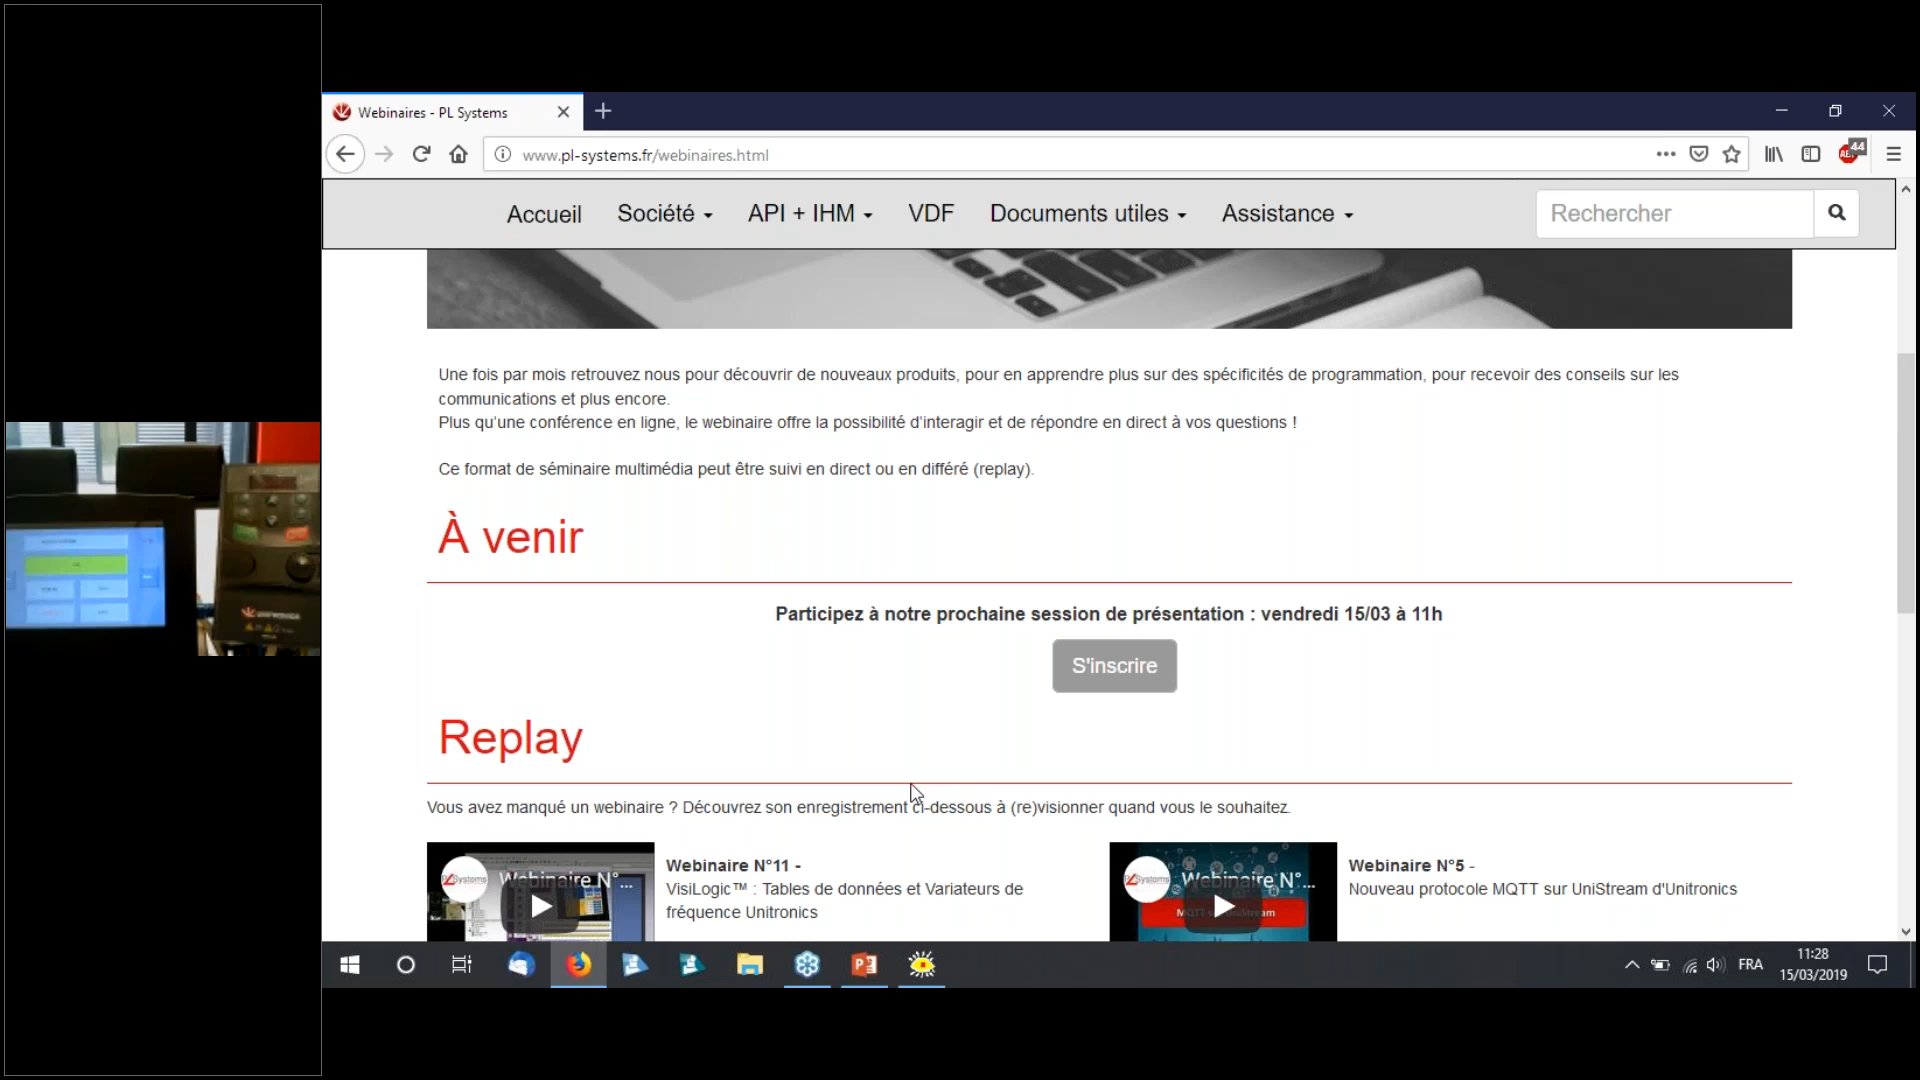 Webinaires - PL Systems
www.pl-systems.fr/webinaires.html
44
Accueil Société API + IHM VDF Documents utiles Assistance Rechercher
Une fois par mois retrouvez nous pour découvrir de nouveaux produits, pour en apprendre plus sur des spécificités de programmation, pour recevoir des conseils sur les
communications et plus encore.
Plus qu'une conférence en ligne, le webinaire offre la possibilité d'interagir et de répondre en direct à vos questions !
Ce format de séminaire multimédia peut être suivi en direct ou en différé (replay).
À venir
Participez à notre prochaine session de présentation : vendredi 15/03 à 11h
S'inscrire
Replay
Vous avez manqué un webinaire ? Découvrez son enregistrement ci-dessous à (re)visionner quand vous le souhaitez.
PL Systems Webinaire N°...
Webinaire N°11 -
VisiLogic™ : Tables de données et Variateurs de
fréquence Unitronics
PL Systems Webinaire N°...
Webinaire N°5 -
Nouveau protocole MQTT sur UniStream d'Unitronics
FRA
11:28
15/03/2019